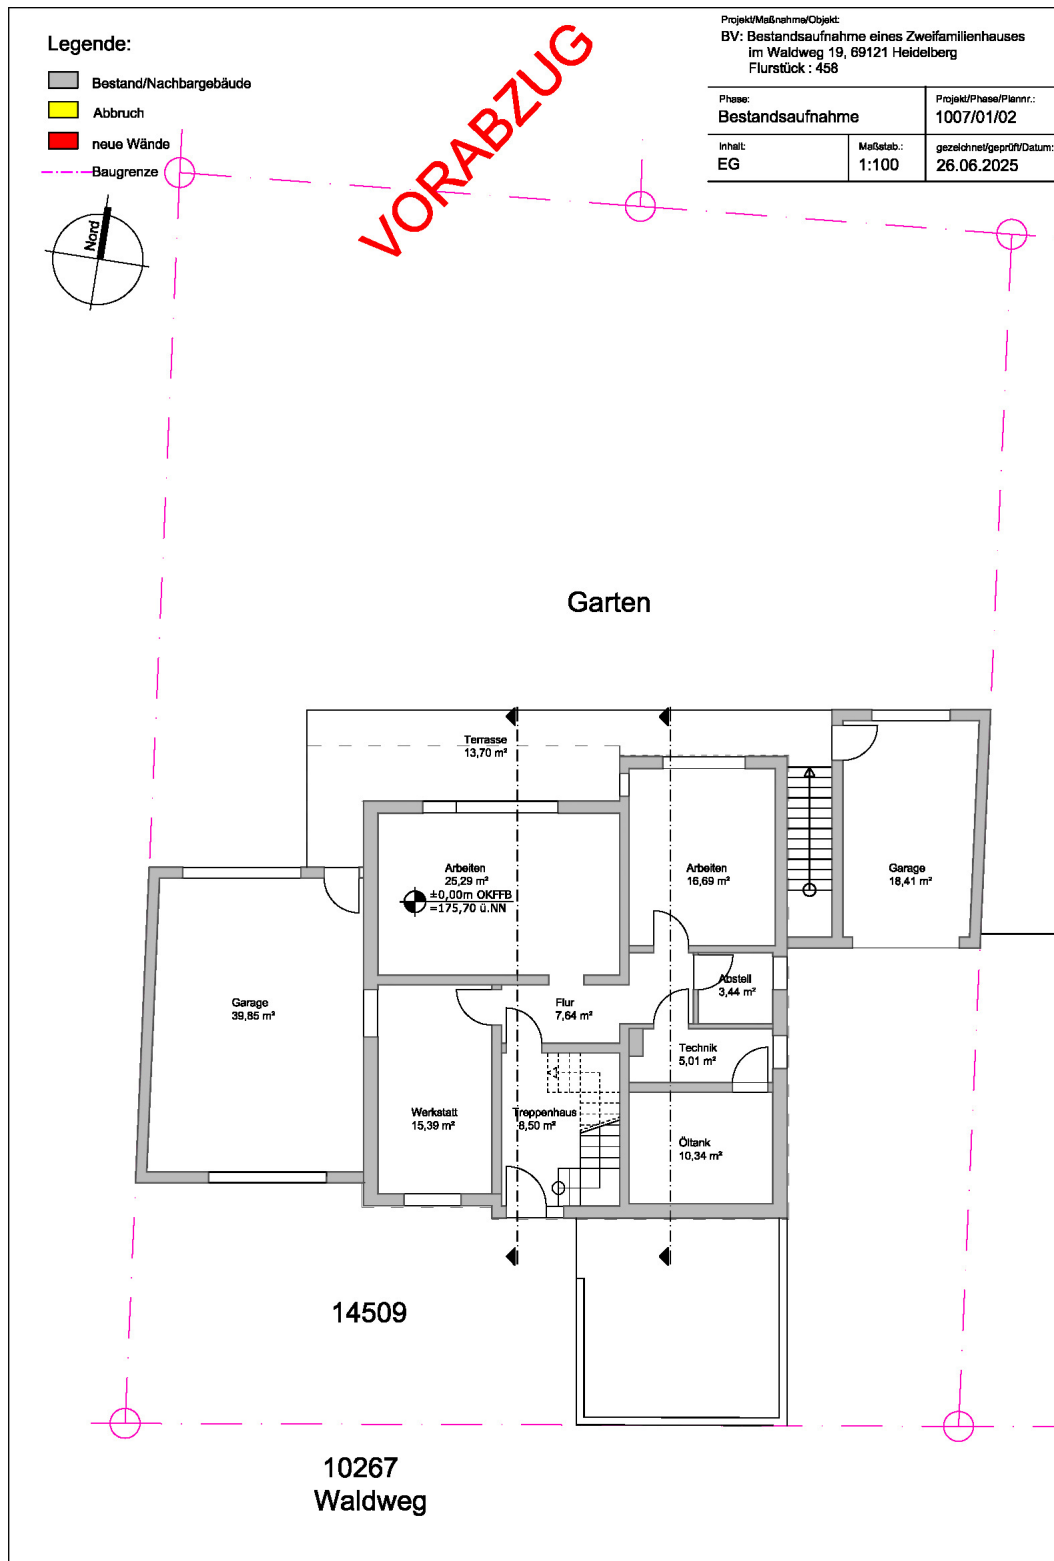 Projekt/Maßnahme/Objekt:
BV: Bestandsaufnahme eines Zweifamilienhauses
im Waldweg 19, 69121 Heidelberg
Flurstück : 458
Phase:
Bestandsaufnahme
Projekt/Phase/Plannr.:
1007/01/02
Inhalt:
EG
Maßstab.:
1:100
gezeichnet/geprüft/Datum:
26.06.2025
Legende:
Bestand/Nachbargebäude
Abbruch
neue Wände
Baugrenze
VORABZUG
Nord
Garten
Terrasse
13,70 m²
Arbeiten
25,29 m²
±0,00m OKFFB
=175,70 ü.NN
Arbeiten
16,69 m²
Garage
18,41 m²
Garage
39,85 m²
Flur
7,64 m²
Abstell
3,44 m²
Technik
5,01 m²
Werkstatt
15,39 m²
Treppenhaus
8,50 m²
Öltank
10,34 m²
14509
10267
Waldweg